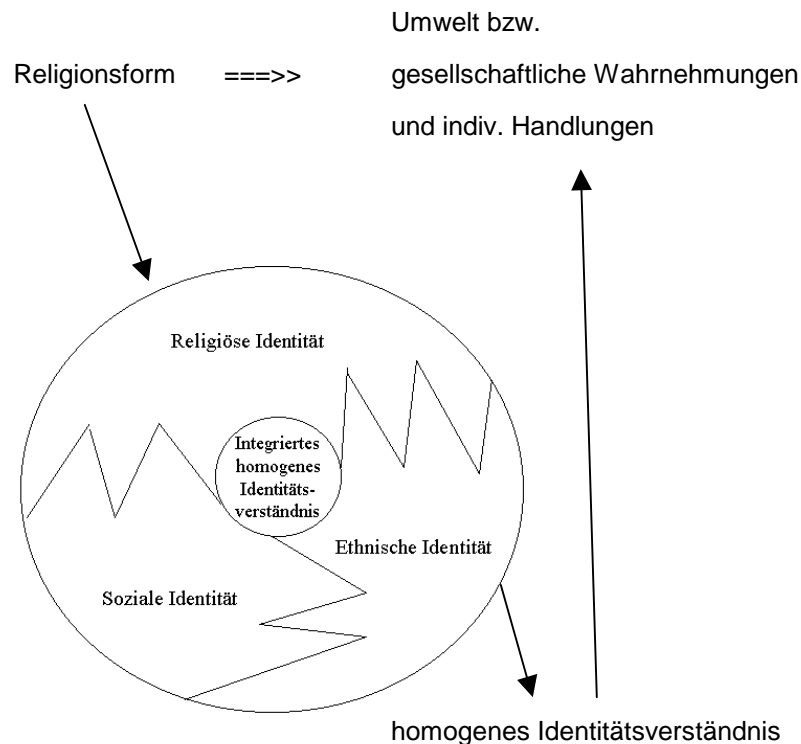 Umwelt bzw.
Religionsform ===>> gesellschaftliche Wahrnehmungen
und indiv. Handlungen
Religiöse Identität
Integriertes
homogenes
Identitäts-
verständnis
Ethnische Identität
Soziale Identität
homogenes Identitätsverständnis